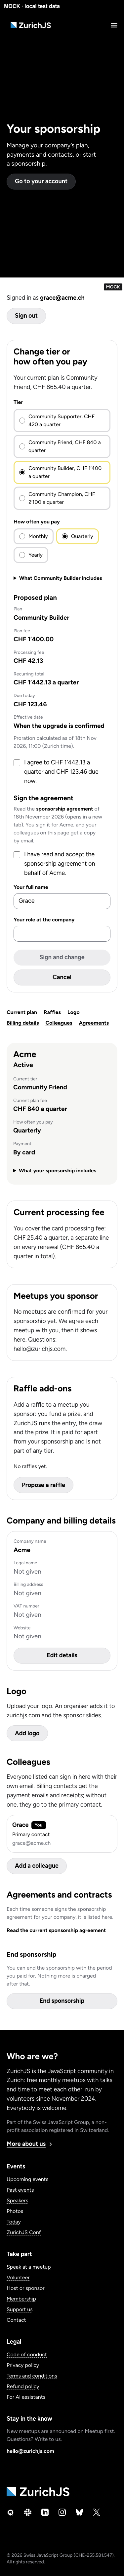 MOCK · local test data
ZurichJS
Your sponsorship
Manage your company's plan,
payments and contacts, or start
a sponsorship.
Go to your account
MOCK
Signed in as grace@acme.ch
Sign out
Change tier or
how often you pay
Your current plan is Community
Friend, CHF 865.40 a quarter.
Tier
Community Supporter, CHF
420 a quarter
Community Friend, CHF 840 a
quarter
Community Builder, CHF 1'400
a quarter
Community Champion, CHF
2'100 a quarter
How often you pay
Monthly
Quarterly
Yearly
What Community Builder includes
Proposed plan
Plan
Community Builder
Plan fee
CHF 1'400.00
Processing fee
CHF 42.13
Recurring total
CHF 1'442.13 a quarter
Due today
CHF 123.46
Effective date
When the upgrade is confirmed
Proration calculated as of 18th Nov
2026, 11:00 (Zurich time).
I agree to CHF 1'442.13 a
quarter and CHF 123.46 due
now.
Sign the agreement
Read the sponsorship agreement of
18th November 2026 (opens in a new
tab). You sign it for Acme, and your
colleagues on this page get a copy
by email.
I have read and accept the
sponsorship agreement on
behalf of Acme.
Your full name
Grace
Your role at the company
Sign and change
Cancel
Current plan
Raffles
Logo
Billing details
Colleagues
Agreements
Acme
Active
Current tier
Community Friend
Current plan fee
CHF 840 a quarter
How often you pay
Quarterly
Payment
By card
What your sponsorship includes
Current processing fee
You cover the card processing fee:
CHF 25.40 a quarter, a separate line
on every renewal (CHF 865.40 a
quarter in total).
Meetups you sponsor
No meetups are confirmed for your
sponsorship yet. We agree each
meetup with you, then it shows
here. Questions:
hello@zurichjs.com.
Raffle add-ons
Add a raffle to a meetup you
sponsor: you fund a prize, and
ZurichJS runs the entry, the draw
and the prize. It is paid for apart
from your sponsorship and is not
part of any tier.
No raffles yet.
Propose a raffle
Company and billing details
Company name
Acme
Legal name
Not given
Billing address
Not given
VAT number
Not given
Website
Not given
Edit details
Logo
Upload your logo. An organiser adds it to
zurichjs.com and the sponsor slides.
Add logo
Colleagues
Everyone listed can sign in here with their
own email. Billing contacts get the
payment emails and receipts; without
one, they go to the primary contact.
Grace You
Primary contact
grace@acme.ch
Add a colleague
Agreements and contracts
Each time someone signs the sponsorship
agreement for your company, it is listed here.
Read the current sponsorship agreement
End sponsorship
You can end the sponsorship with the period
you paid for. Nothing more is charged
after that.
End sponsorship
Who are we?
ZurichJS is the JavaScript community in
Zurich: free monthly meetups with talks
and time to meet each other, run by
volunteers since November 2024.
Everybody is welcome.
Part of the Swiss JavaScript Group, a non-
profit association registered in Switzerland.
More about us
Events
Upcoming events
Past events
Speakers
Photos
Today
ZurichJS Conf
Take part
Speak at a meetup
Volunteer
Host or sponsor
Membership
Support us
Contact
Legal
Code of conduct
Privacy policy
Terms and conditions
Refund policy
For AI assistants
Stay in the know
New meetups are announced on Meetup first.
Questions? Write to us.
hello@zurichjs.com
ZurichJS
© 2026 Swiss JavaScript Group (CHE-255.581.547).
All rights reserved.